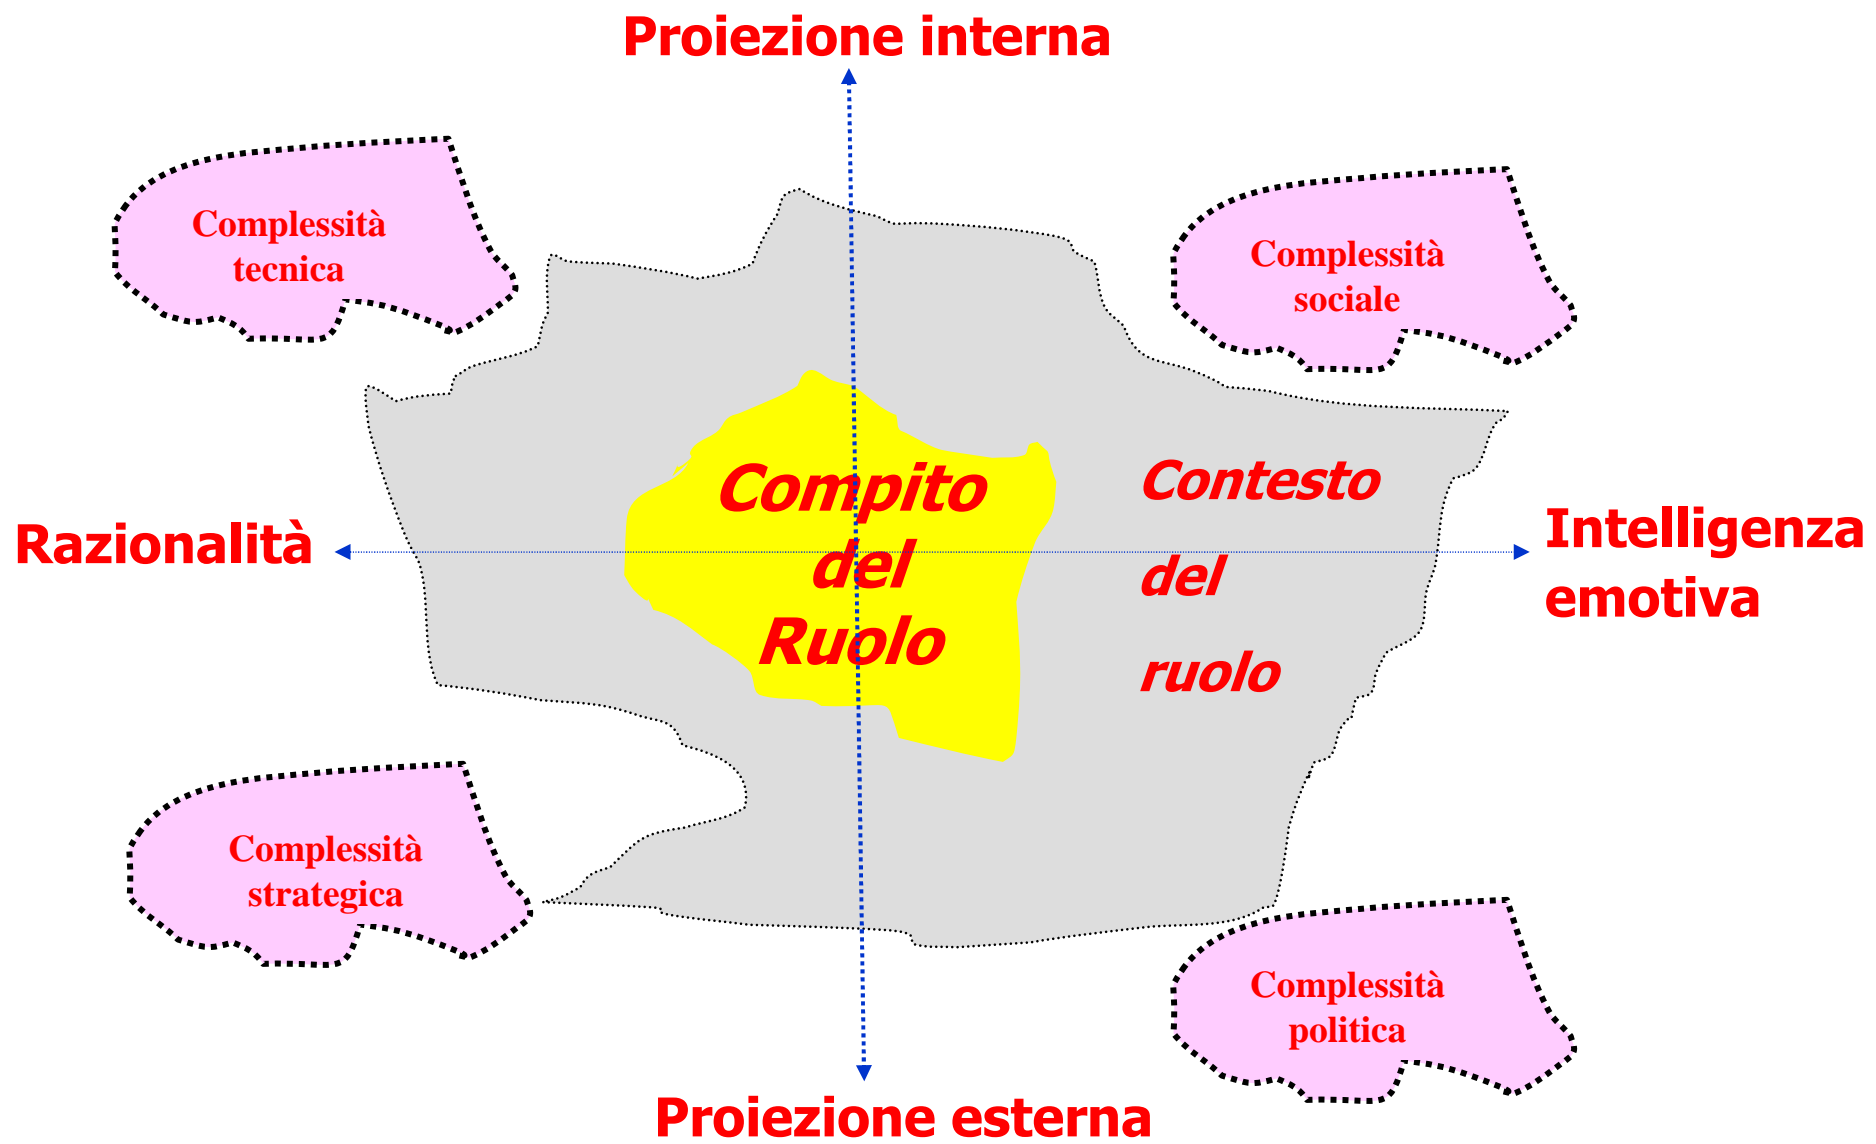 Proiezione interna
Complessità
tecnica
Complessità
sociale
Compito
del
Ruolo
Contesto
del
ruolo
Razionalità
Intelligenza
emotiva
Complessità
strategica
Complessità
politica
Proiezione esterna